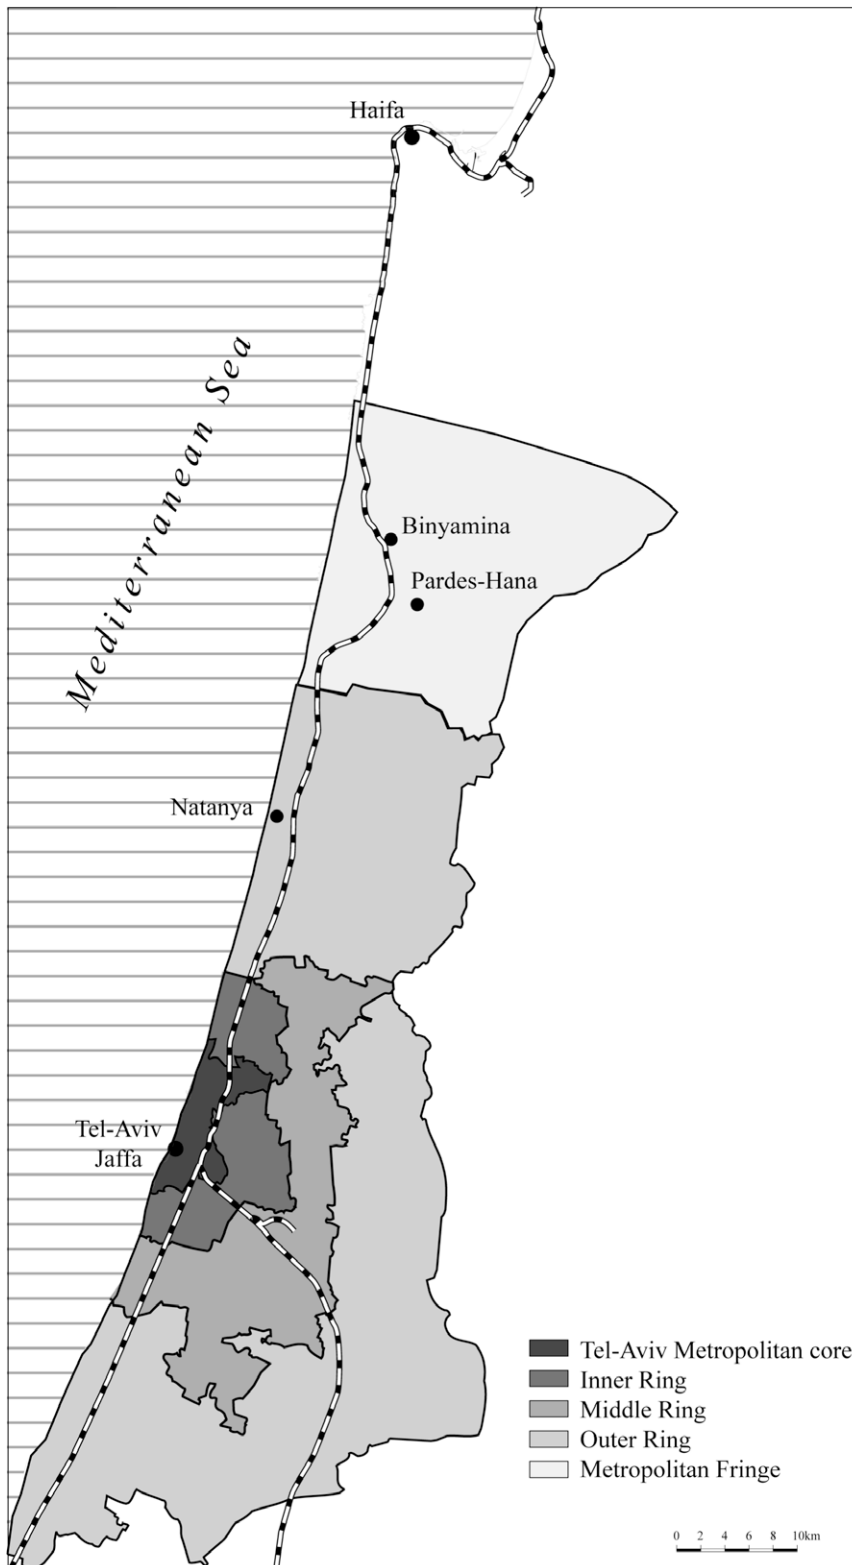 Haifa
Mediterranean Sea
Binyamina
Pardes-Hana
Natanya
Tel-Aviv
Jaffa
Tel-Aviv Metropolitan core
Inner Ring
Middle Ring
Outer Ring
Metropolitan Fringe
0 2 4 6 8 10km